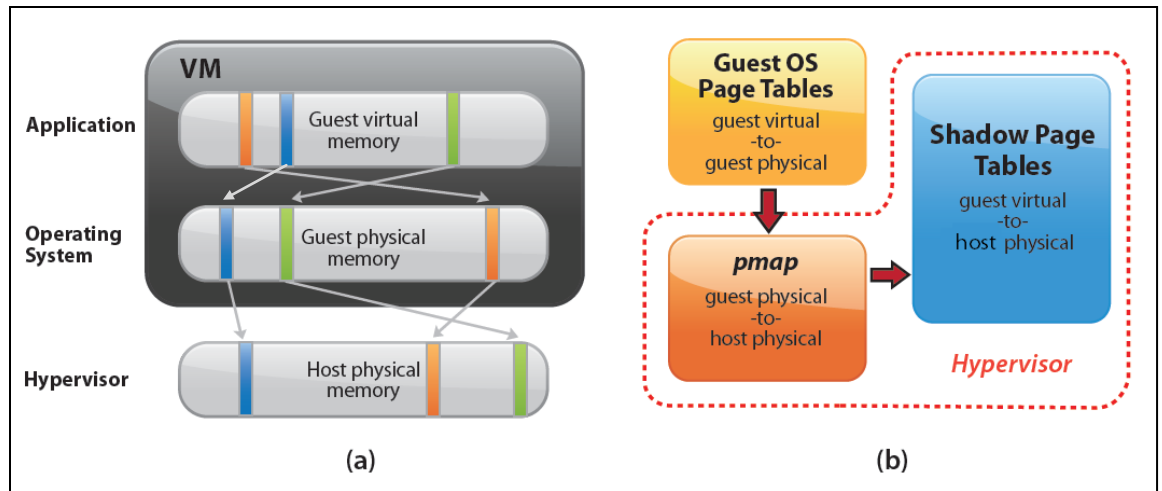 VM
Application
Guest virtual
memory
Operating
System
Guest physical
memory
Hypervisor
Host physical
memory
(a)
Guest OS
Page Tables
guest virtual
-to-
guest physical
pmap
guest physical
-to-
host physical
Shadow Page
Tables
guest virtual
-to-
host physical
Hypervisor
(b)